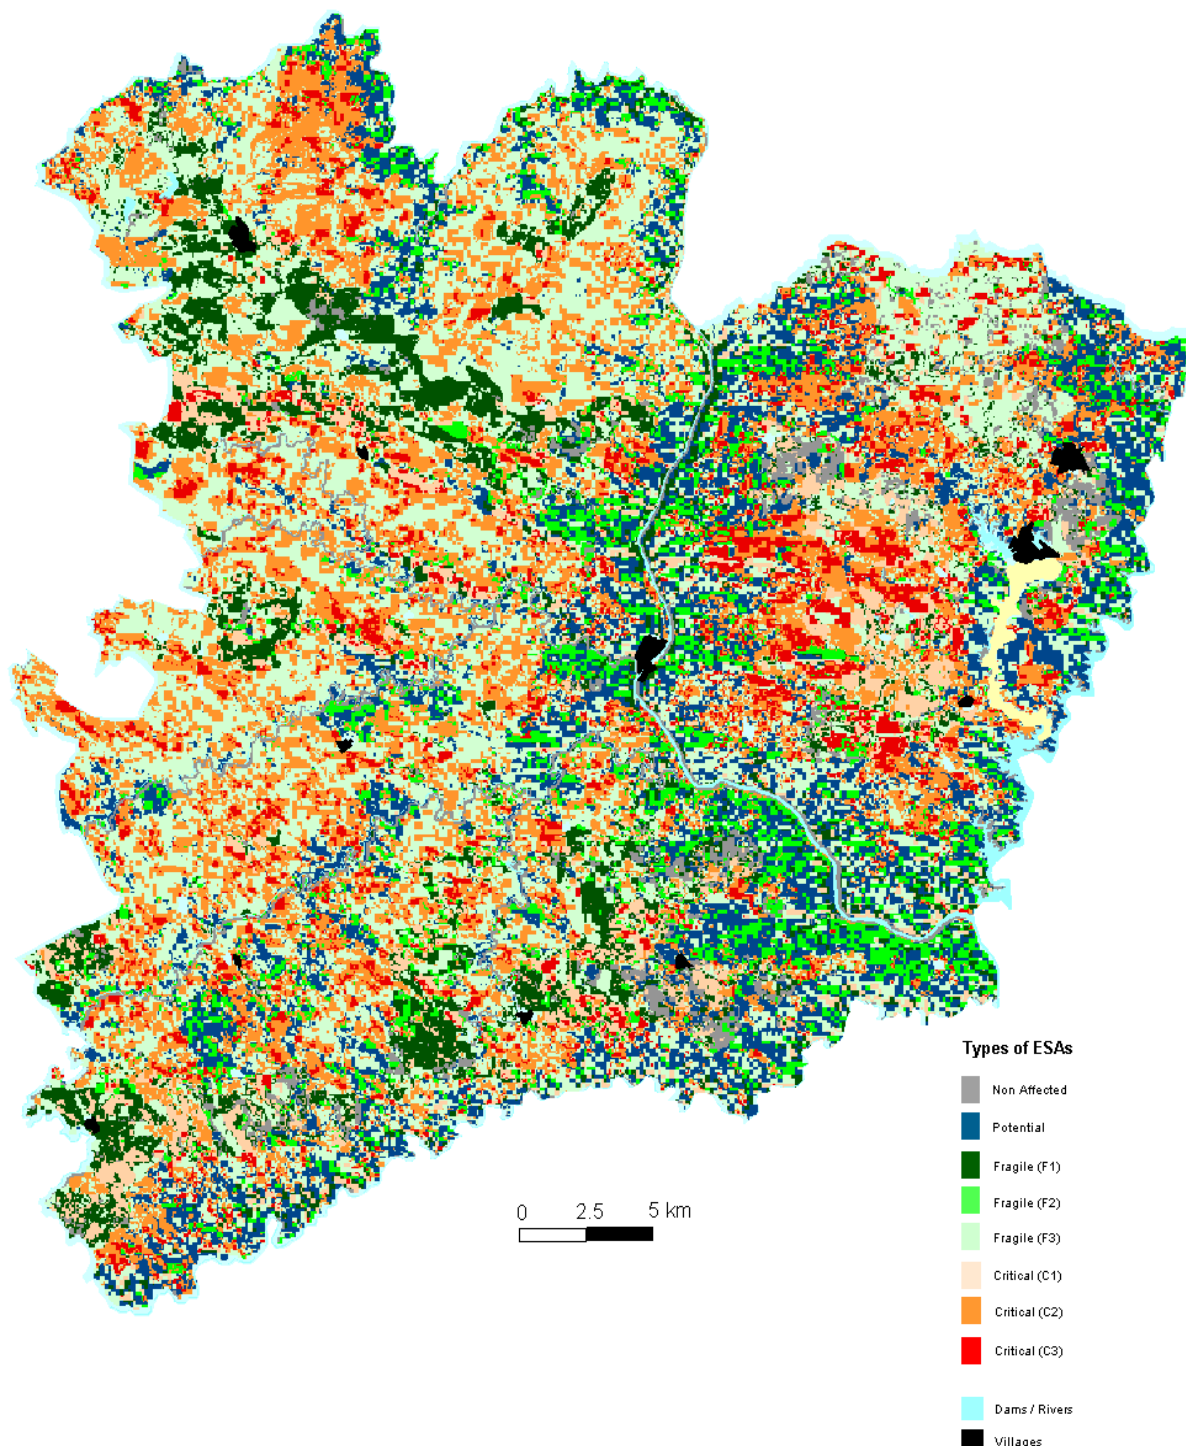 Types of ESAs
Non Affected
Potential
Fragile (F1)
Fragile (F2)
Fragile (F3)
Critical (C1)
Critical (C2)
Critical (C3)
0 2.5 5 km
Dams / Rivers
Villages